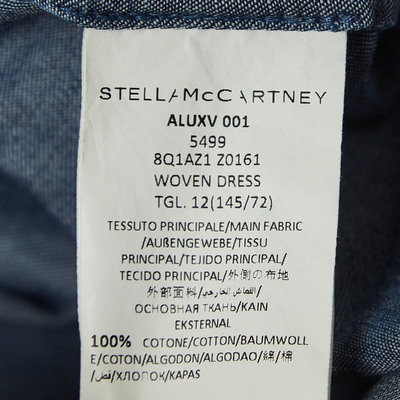 STELLAMcCARTNEY
ALUXV 001
5499
8Q1AZ1 Z0161
WOVEN DRESS
TGL. 12(145/72)
TESSUTO PRINCIPALE/MAIN FABRIC
/AUßENGEWEBE/TISSU
PRINCIPAL/TEJIDO PRINCIPAL/
TECIDO PRINCIPAL/外側の布地
外部面料/القماش الخارجي/
ОСНОВНАЯ ТКАНЬ/KAIN
EKSTERNAL
100% COTONE/COTTON/BAUMWOLL
E/COTON/ALGODON/ALGODAO/綿/棉
/قطن/ХЛОПОК/KAPAS